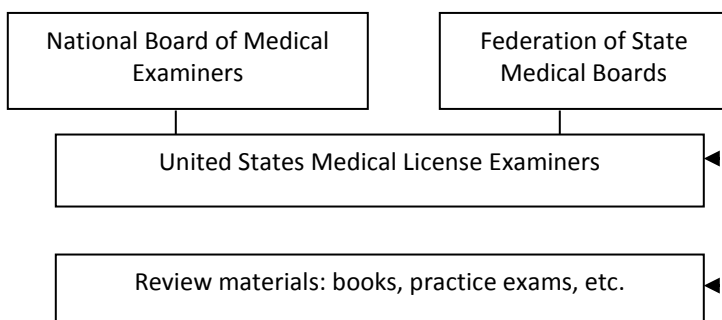 National Board of Medical
Examiners
Federation of State
Medical Boards
United States Medical License Examiners
Review materials: books, practice exams, etc.